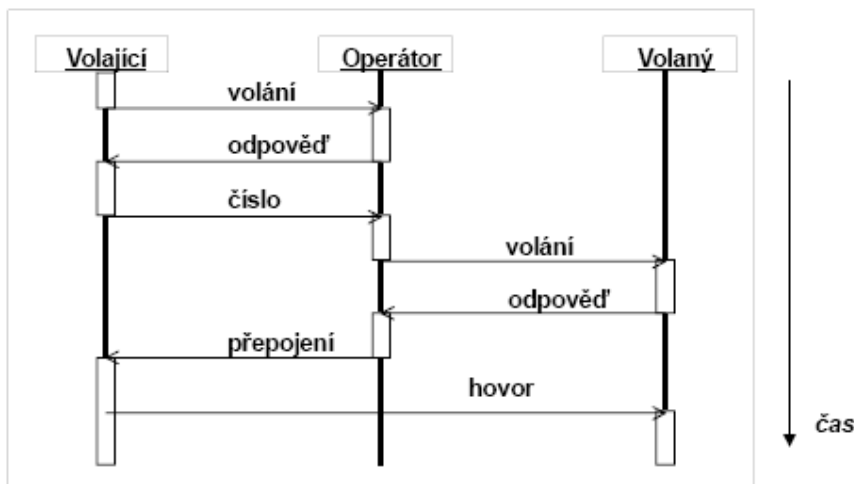 Volající
Operátor
Volaný
volání
odpověď
číslo
volání
odpověď
přepojení
hovor
čas